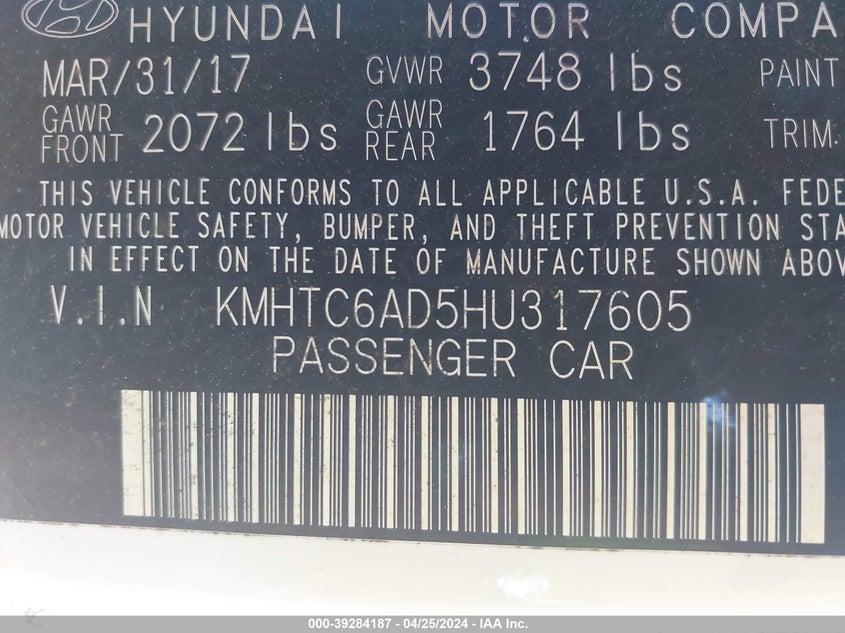 HYUNDAI MOTOR COMPA
MAR/31/17 GVWR 3748 lbs PAINT
GAWR FRONT 2072 lbs GAWR REAR 1764 lbs TRIM:
THIS VEHICLE CONFORMS TO ALL APPLICABLE U.S.A. FEDE
MOTOR VEHICLE SAFETY, BUMPER, AND THEFT PREVENTION STA
IN EFFECT ON THE DATE OF MANUFACTURE SHOWN ABOV
V.I.N KMHTC6AD5HU317605
PASSENGER CAR
000-39284187 - 04/25/2024 - IAA Inc.